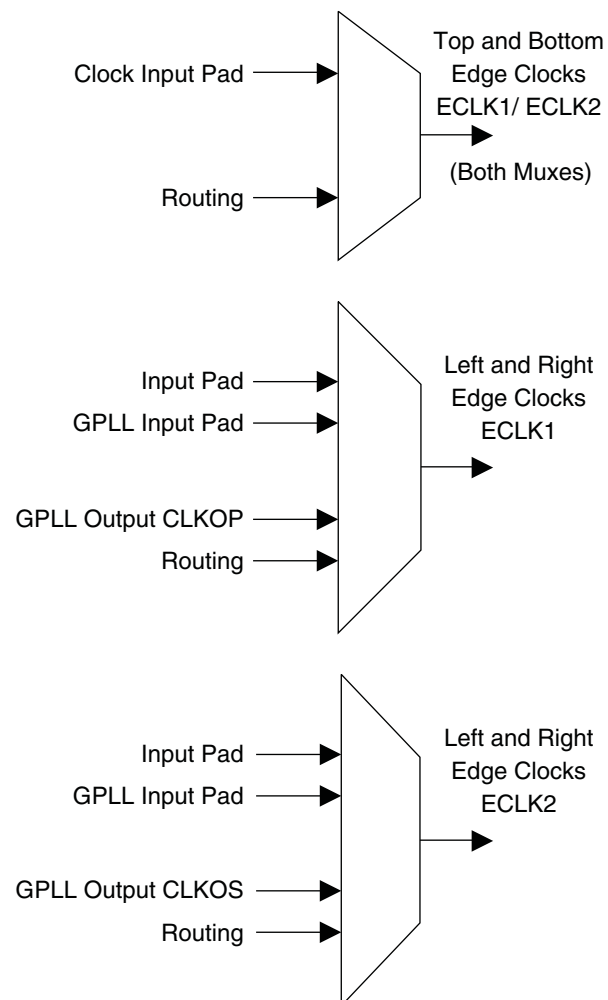 Clock Input Pad
Routing
Top and Bottom
Edge Clocks
ECLK1/ ECLK2
(Both Muxes)
Input Pad
GPLL Input Pad
GPLL Output CLKOP
Routing
Left and Right
Edge Clocks
ECLK1
Input Pad
GPLL Input Pad
GPLL Output CLKOS
Routing
Left and Right
Edge Clocks
ECLK2